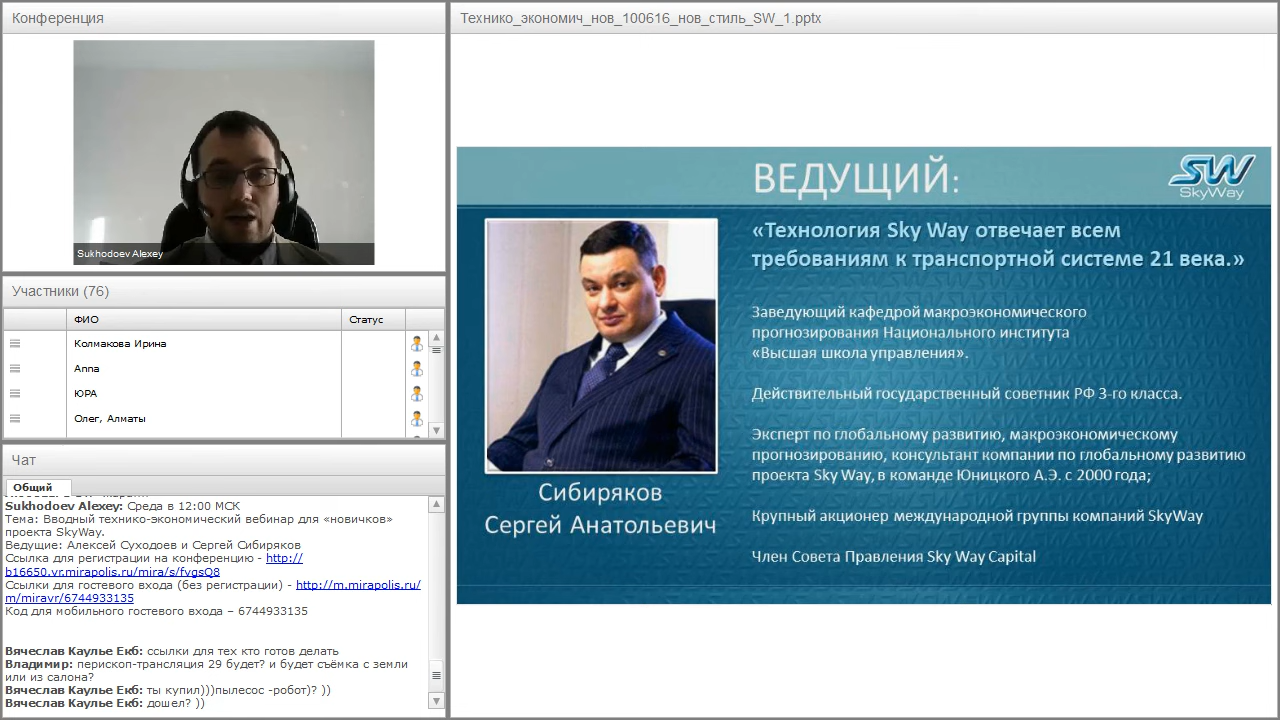 Конференция
Sukhodoev Alexey
Участники (76)
ФИО
Статус
Колмакова Ирина
Anna
ЮРА
Олег, Алматы
Чат
Общий
Sukhodoev Alexey: Среда в 12:00 МСК
Тема: Вводный технико-экономический вебинар для «новичков»
проекта SkyWay.
Ведущие: Алексей Суходоев и Сергей Сибиряков
Ссылка для регистрации на конференцию - http://
b16650.vr.mirapolis.ru/mira/s/fvgsQ8
Ссылки для гостевого входа (без регистрации) - http://m.mirapolis.ru/
m/miravr/6744933135
Код для мобильного гостевого входа – 6744933135
Вячеслав Каулье Екб: ссылки для тех кто готов делать
Владимир: перископ-трансляция 29 будет? и будет съёмка с земли
или из салона?
Вячеслав Каулье Екб: ты купил)))пылесос -робот)? ))
Вячеслав Каулье Екб: дошел? ))
Технико_экономич_нов_100616_нов_стиль_SW_1.pptx
ВЕДУЩИЙ:
SW
SkyWay
«Технология Sky Way отвечает всем
требованиям к транспортной системе 21 века.»
Заведующий кафедрой макроэкономического
прогнозирования Национального института
«Высшая школа управления».
Действительный государственный советник РФ 3-го класса.
Эксперт по глобальному развитию, макроэкономическому
прогнозированию, консультант компании по глобальному развитию
проекта Sky Way, в команде Юницкого А.Э. с 2000 года;
Крупный акционер международной группы компаний SkyWay
Член Совета Правления Sky Way Capital
Сибиряков
Сергей Анатольевич